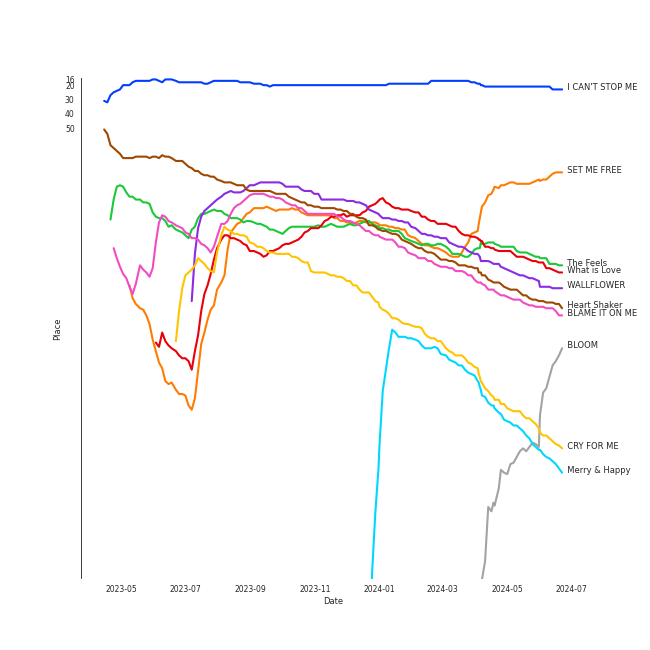 16
20
30
40
50
Place
I CAN'T STOP ME
SET ME FREE
The Feels
What is Love
WALLFLOWER
Heart Shaker
BLAME IT ON ME
BLOOM
CRY FOR ME
Merry & Happy
2023-05 2023-07 2023-09 2023-11 2024-01 2024-03 2024-05 2024-07
Date